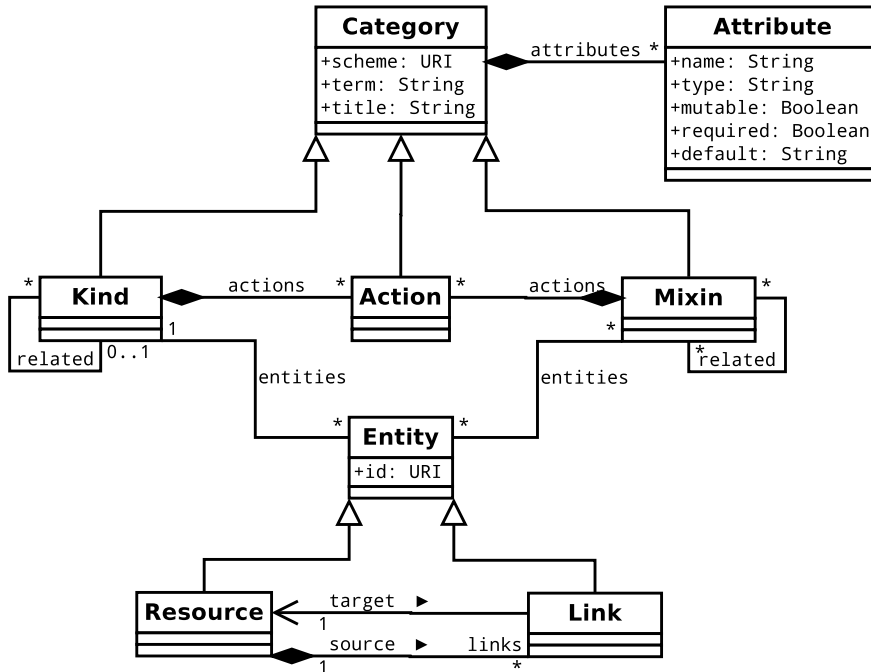 Category
+scheme: URI
+term: String
+title: String
attributes *
Attribute
+name: String
+type: String
+mutable: Boolean
+required: Boolean
+default: String
* Kind
actions *
Action
* actions
Mixin *
related 0..1
1
*
* related
entities
entities
* Entity *
+id: URI
Resource
target ►
1
source ►
1
links
*
Link